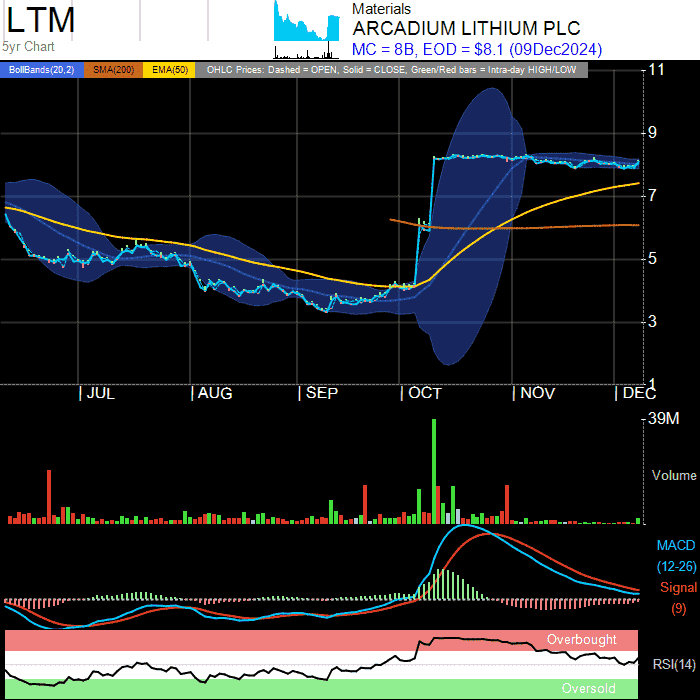 LTM
5yr Chart
Materials
ARCADIUM LITHIUM PLC
MC = 8B, EOD = $8.1 (09Dec2024)
BollBands(20,2) SMA(200) EMA(50) OHLC Prices: Dashed = OPEN, Solid = CLOSE, Green/Red bars = Intra-day HIGH/LOW
11
9
7
5
3
1
| JUL | AUG | SEP | OCT | NOV | DEC
39M
Volume
MACD
(12-26)
Signal
(9)
Overbought
RSI(14)
Oversold